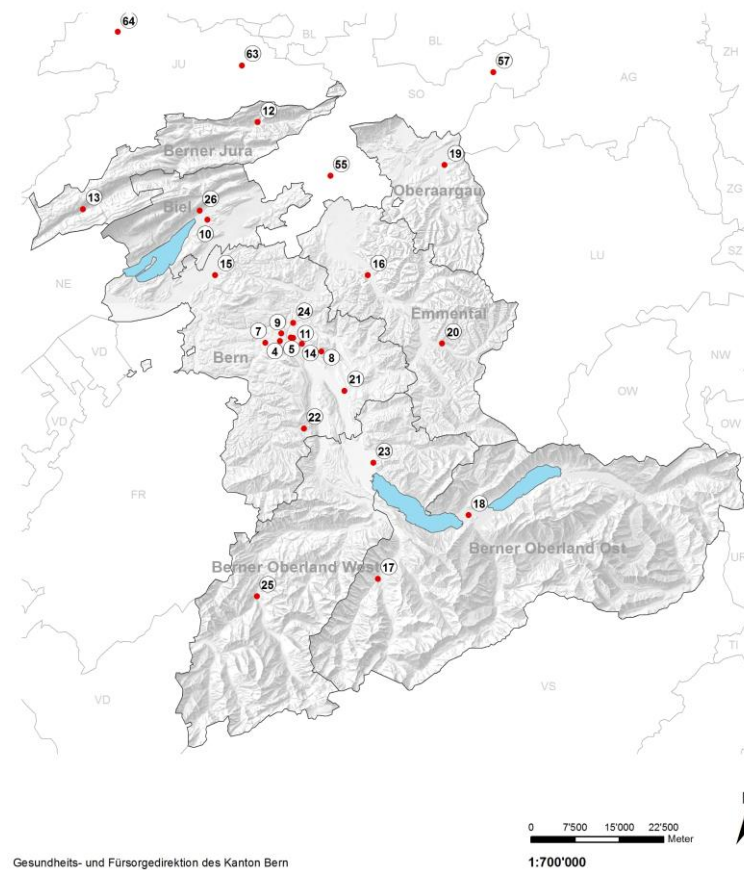 64
BL
BL
ZH
JU
63
57
SO
AG
12
Berner Jura
55
19
Oberaargau
13
Biel
26
ZG
10
SZ
LU
NE
15
16
24
Emmental
9
20
7
11
VD
Bern
4
5
14
8
NW
OW
21
VD
OW
22
23
FR
18
Berner Oberland Ost
UR
Berner Oberland West
17
25
TI
VS
VD
0 7'500 15'000 22'500
Meter
Gesundheits- und Fürsorgedirektion des Kanton Bern
1:700'000